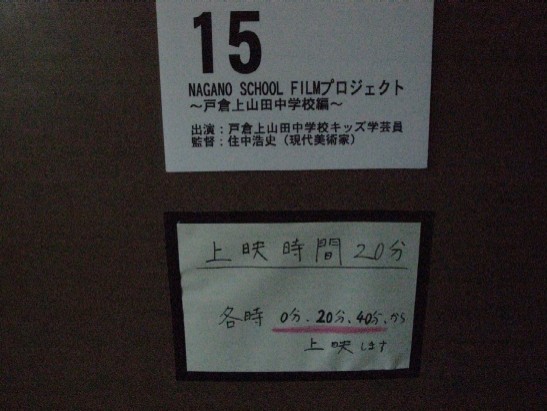 15
NAGANO SCHOOL FILMプロジェクト
～戸倉上山田中学校編～
出演：戸倉上山田中学校キッズ学芸員
監督：住中浩史（現代美術家）
上映時間 20分
各時 0分、20分、40分、から
上映します